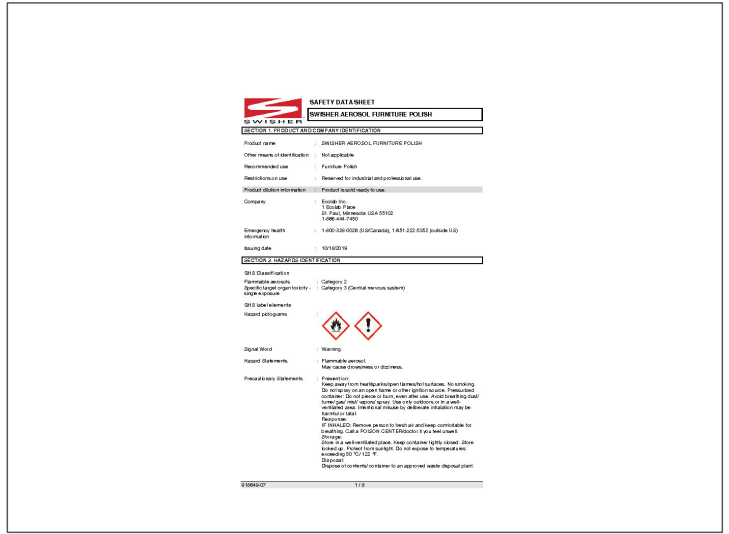 SAFETY DATA SHEET
SWISHER
SWISHER AEROSOL FURNITURE POLISH
SECTION 1. PRODUCT AND COMPANY IDENTIFICATION
Product name : SWISHER AEROSOL FURNITURE POLISH
Other means of identification : Not applicable
Recommended use : Furniture Polish
Restrictions on use : Reserved for industrial and professional use.
Product dilution information : Product is sold ready to use.
Company : Ecolab Inc.
1 Ecolab Place
St. Paul, Minnesota USA 55102
1-866-444-7450
Emergency health information : 1-800-328-0026 (US/Canada), 1-651-222-5352 (outside US)
Issuing date : 10/18/2019
SECTION 2. HAZARDS IDENTIFICATION
GHS Classification
Flammable aerosols : Category 2
Specific target organ toxicity - single exposure : Category 3 (Central nervous system)
GHS label elements
Hazard pictograms :
Signal Word : Warning
Hazard Statements : Flammable aerosol.
May cause drowsiness or dizziness.
Precautionary Statements : Prevention:
Keep away from heat/sparks/open flames/hot surfaces. No smoking.
Do not spray on an open flame or other ignition source. Pressurized
container: Do not pierce or burn, even after use. Avoid breathing dust/
fume/ gas/ mist/ vapors/ spray. Use only outdoors or in a well-
ventilated area. Intentional misuse by deliberate inhalation may be
harmful or fatal.
Response:
IF INHALED: Remove person to fresh air and keep comfortable for
breathing. Call a POISON CENTER/doctor if you feel unwell.
Storage:
Store in a well-ventilated place. Keep container tightly closed. Store
locked up. Protect from sunlight. Do not expose to temperatures
exceeding 50 °C/ 122 °F.
Disposal:
Dispose of contents/ container to an approved waste disposal plant.
918649-07 1 / 8